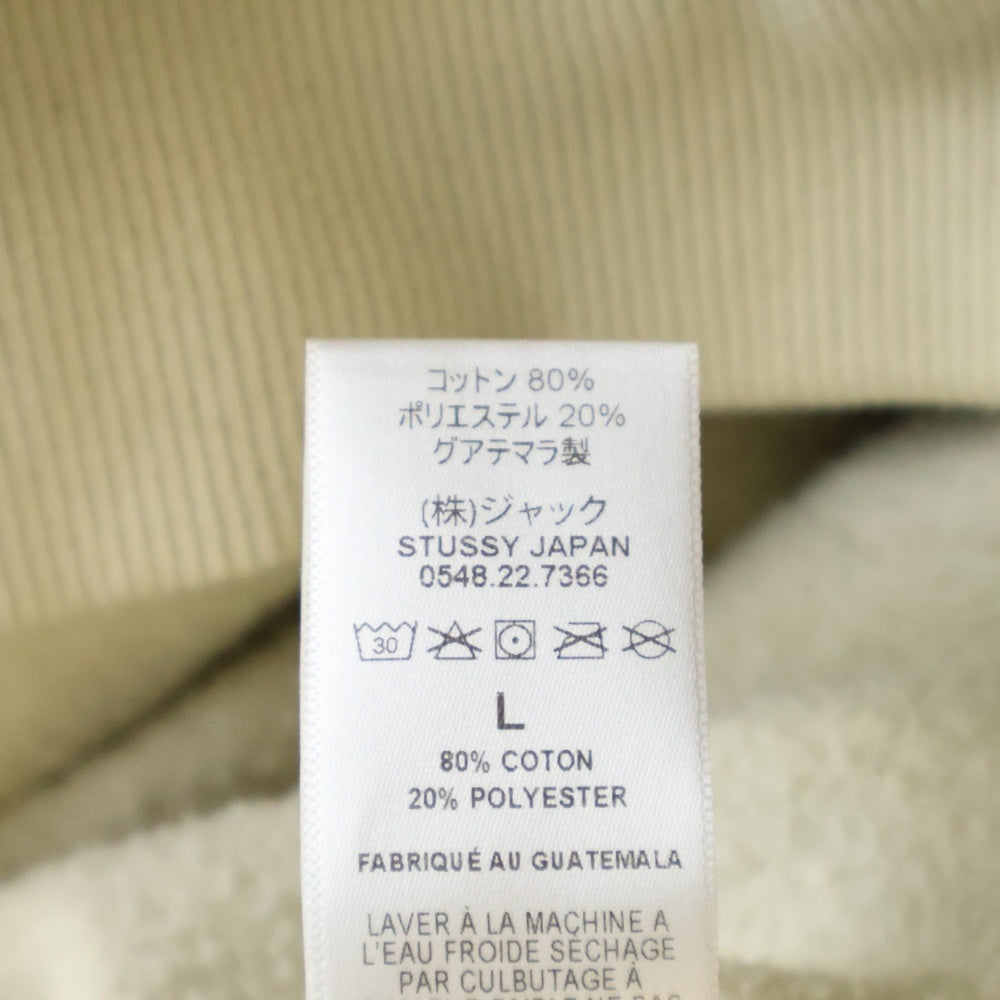 コットン 80%
ポリエステル 20%
グアテマラ製
(株)ジャック
STUSSY JAPAN
0548.22.7366
30
L
80% COTON
20% POLYESTER
FABRIQUÉ AU GUATEMALA
LAVER À LA MACHINE A
L'EAU FROIDE SECHAGE
PAR CULBUTAGE À